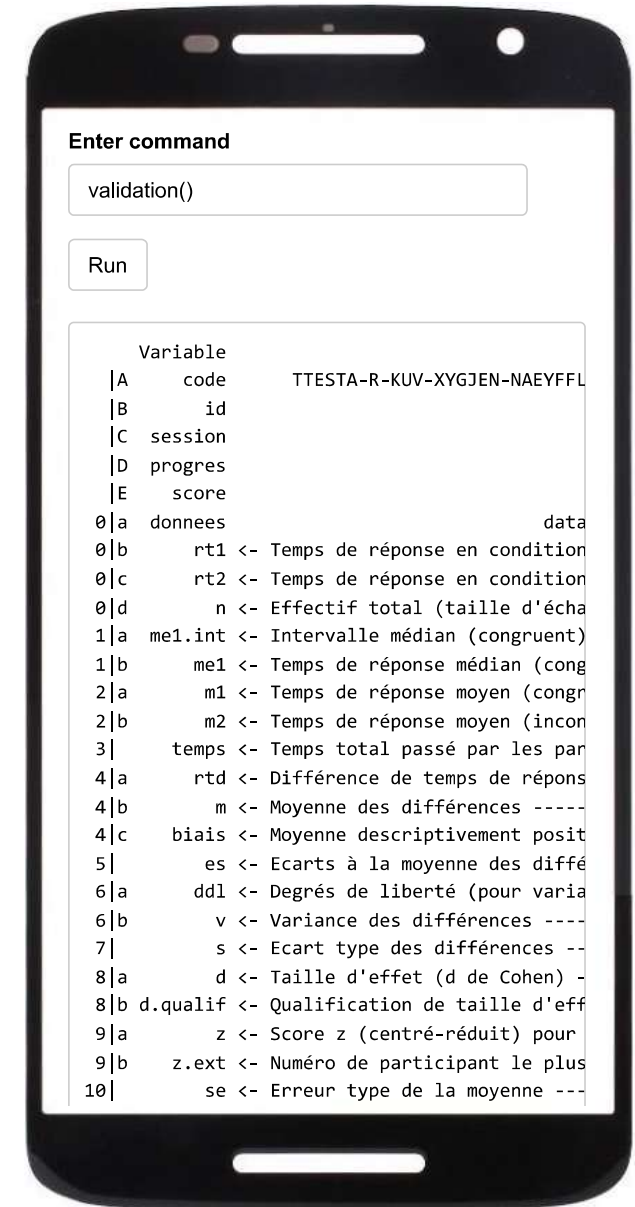 Enter command
validation()
Run
Variable
|A code TTESTA-R-KUV-XYGJEN-NAEYFFL
|B id
|C session
|D progres
|E score
0|a donnees data
0|b rt1 <- Temps de réponse en condition
0|c rt2 <- Temps de réponse en condition
0|d n <- Effectif total (taille d'écha
1|a me1.int <- Intervalle médian (congruent)
1|b me1 <- Temps de réponse médian (cong
2|a m1 <- Temps de réponse moyen (congr
2|b m2 <- Temps de réponse moyen (incon
3| temps <- Temps total passé par les par
4|a rtd <- Différence de temps de répons
4|b m <- Moyenne des différences -----
4|c biais <- Moyenne descriptivement posit
5| es <- Ecarts à la moyenne des diffé
6|a ddl <- Degrés de liberté (pour varia
6|b v <- Variance des différences ----
7| s <- Ecart type des différences --
8|a d <- Taille d'effet (d de Cohen) -
8|b d.qualif <- Qualification de taille d'eff
9|a z <- Score z (centré-réduit) pour
9|b z.ext <- Numéro de participant le plus
10| se <- Erreur type de la moyenne ---